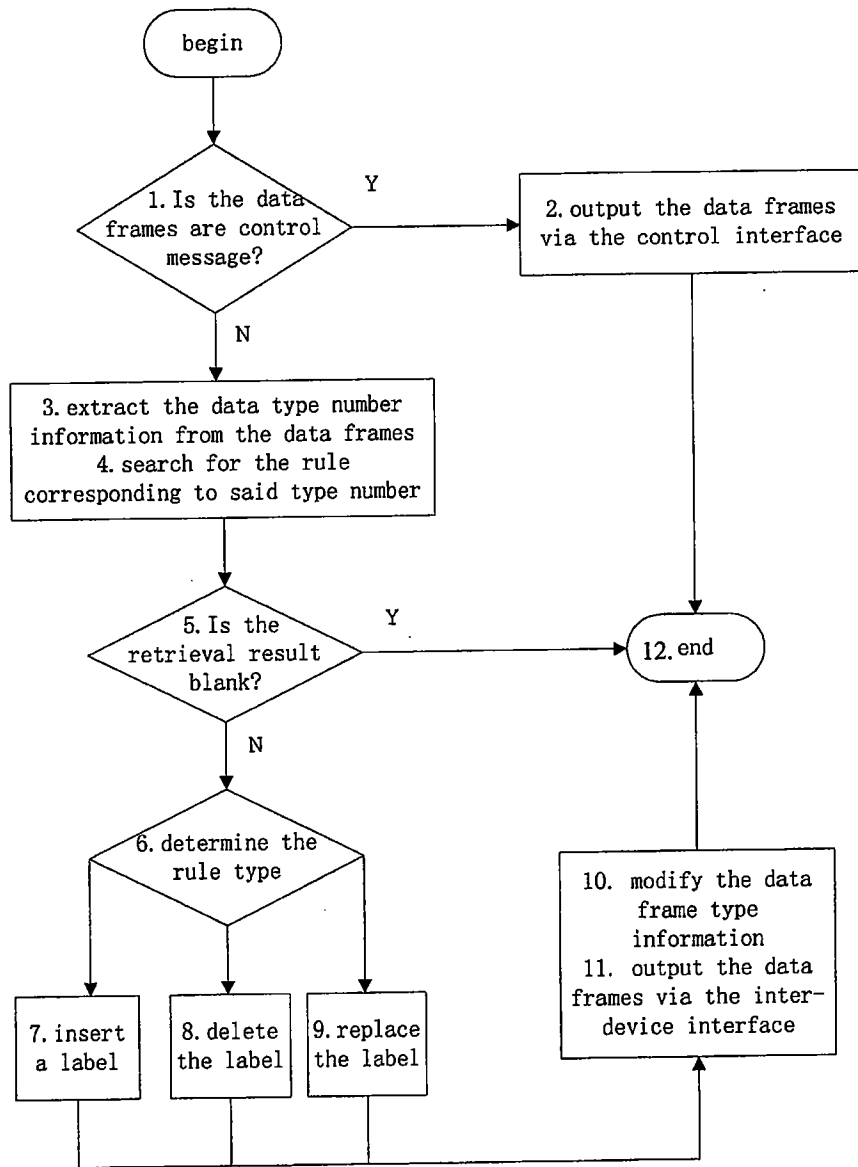 begin
1. Is the data
frames are control
message?
Y
2. output the data frames
via the control interface
N
3. extract the data type number
information from the data frames
4. search for the rule
corresponding to said type number
5. Is the
retrieval result
blank?
Y
12. end
N
6. determine the
rule type
10. modify the data
frame type
information
11. output the data
frames via the inter-
device interface
7. insert
a label
8. delete
the label
9. replace
the label